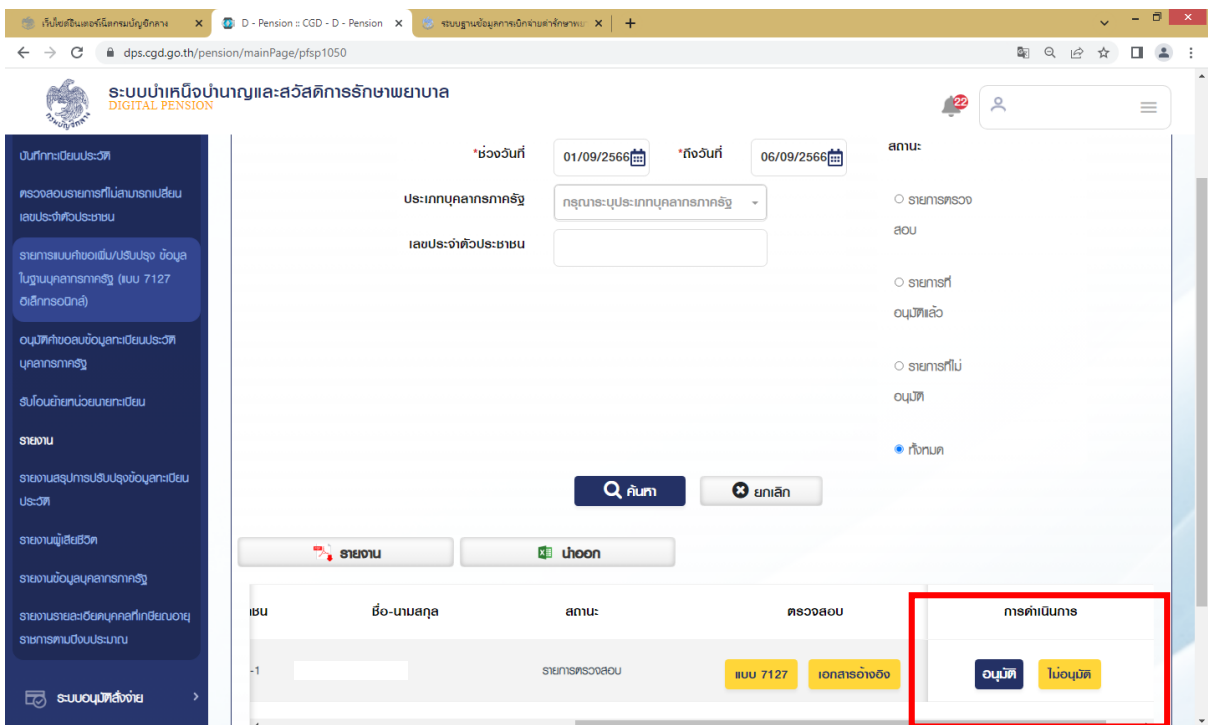 เว็บไซต์อินเตอร์เน็ตกรมบัญชีกลาง
D - Pension :: CGD - D - Pension
ระบบฐานข้อมูลการเบิกจ่ายค่ารักษาพยา
dps.cgd.go.th/pension/mainPage/pfsp1050
ระบบบำเหน็จบำนาญและสวัสดิการรักษาพยาบาล
DIGITAL PENSION
กรมบัญชีกลาง
22
บันทึกทะเบียนประวัติ
ตรวจสอบรายการที่ไม่สามารถเปลี่ยน
เลขประจำตัวประชาชน
รายการแบบคำขอเพิ่ม/ปรับปรุง ข้อมูล
ในฐานบุคลากรภาครัฐ (แบบ 7127
อิเล็กทรอนิกส์)
อนุมัติคำขอลบข้อมูลทะเบียนประวัติ
บุคลากรภาครัฐ
รับโอนย้ายหน่วยนายทะเบียน
รายงาน
รายงานสรุปการปรับปรุงข้อมูลทะเบียน
ประวัติ
รายงานผู้เสียชีวิต
รายงานข้อมูลบุคลากรภาครัฐ
รายงานรายละเอียดบุคคลที่เกษียณอายุ
ราชการตามปีงบประมาณ
ระบบอนุมัติสั่งจ่าย
*ช่วงวันที่
01/09/2566
*ถึงวันที่
06/09/2566
สถานะ
ประเภทบุคลากรภาครัฐ
กรุณาระบุประเภทบุคลากรภาครัฐ
เลขประจำตัวประชาชน
รายการตรวจ
สอบ
รายการที่
อนุมัติแล้ว
รายการที่ไม่
อนุมัติ
ทั้งหมด
ค้นหา
ยกเลิก
รายงาน
นำออก
าชน
ชื่อ-นามสกุล
สถานะ
ตรวจสอบ
การดำเนินการ
-1
รายการตรวจสอบ
แบบ 7127
เอกสารอ้างอิง
อนุมัติ
ไม่อนุมัติ